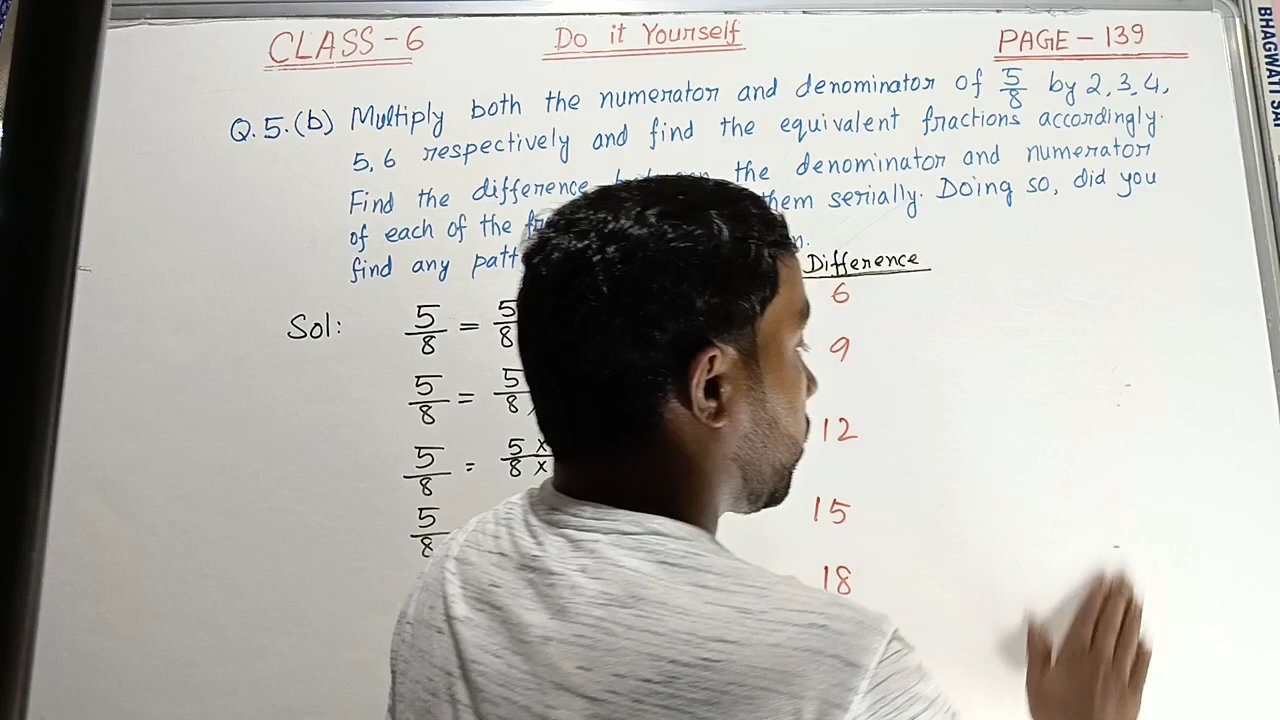 CLASS-6 Do it Yourself PAGE-139
Q.5.(b) Multiply both the numerator and denominator of 5/8 by 2,3,4,
5,6 respectively and find the equivalent fractions accordingly.
Find the difference between the denominator and numerator
of each of the them serially. Doing so, did you
find any
Difference
Sol: 5/8 = 5/8 6
5/8 = 5/8 9
5/8 = 5×/8× 12
5/8 15
18
BHAGWATI